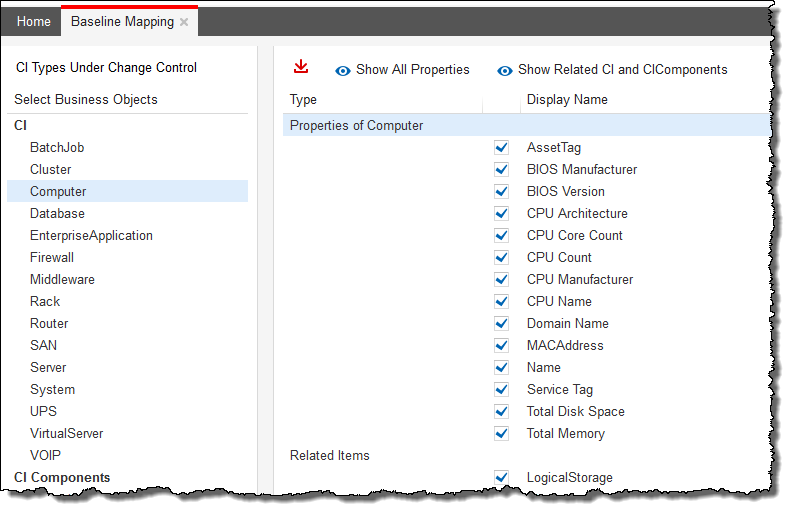 Home
Baseline Mapping
CI Types Under Change Control
Select Business Objects
CI
BatchJob
Cluster
Computer
Database
EnterpriseApplication
Firewall
Middleware
Rack
Router
SAN
Server
System
UPS
VirtualServer
VOIP
CI Components
Show All Properties
Show Related CI and CIComponents
Type
Display Name
Properties of Computer
AssetTag
BIOS Manufacturer
BIOS Version
CPU Architecture
CPU Core Count
CPU Count
CPU Manufacturer
CPU Name
Domain Name
MACAddress
Name
Service Tag
Total Disk Space
Total Memory
Related Items
LogicalStorage